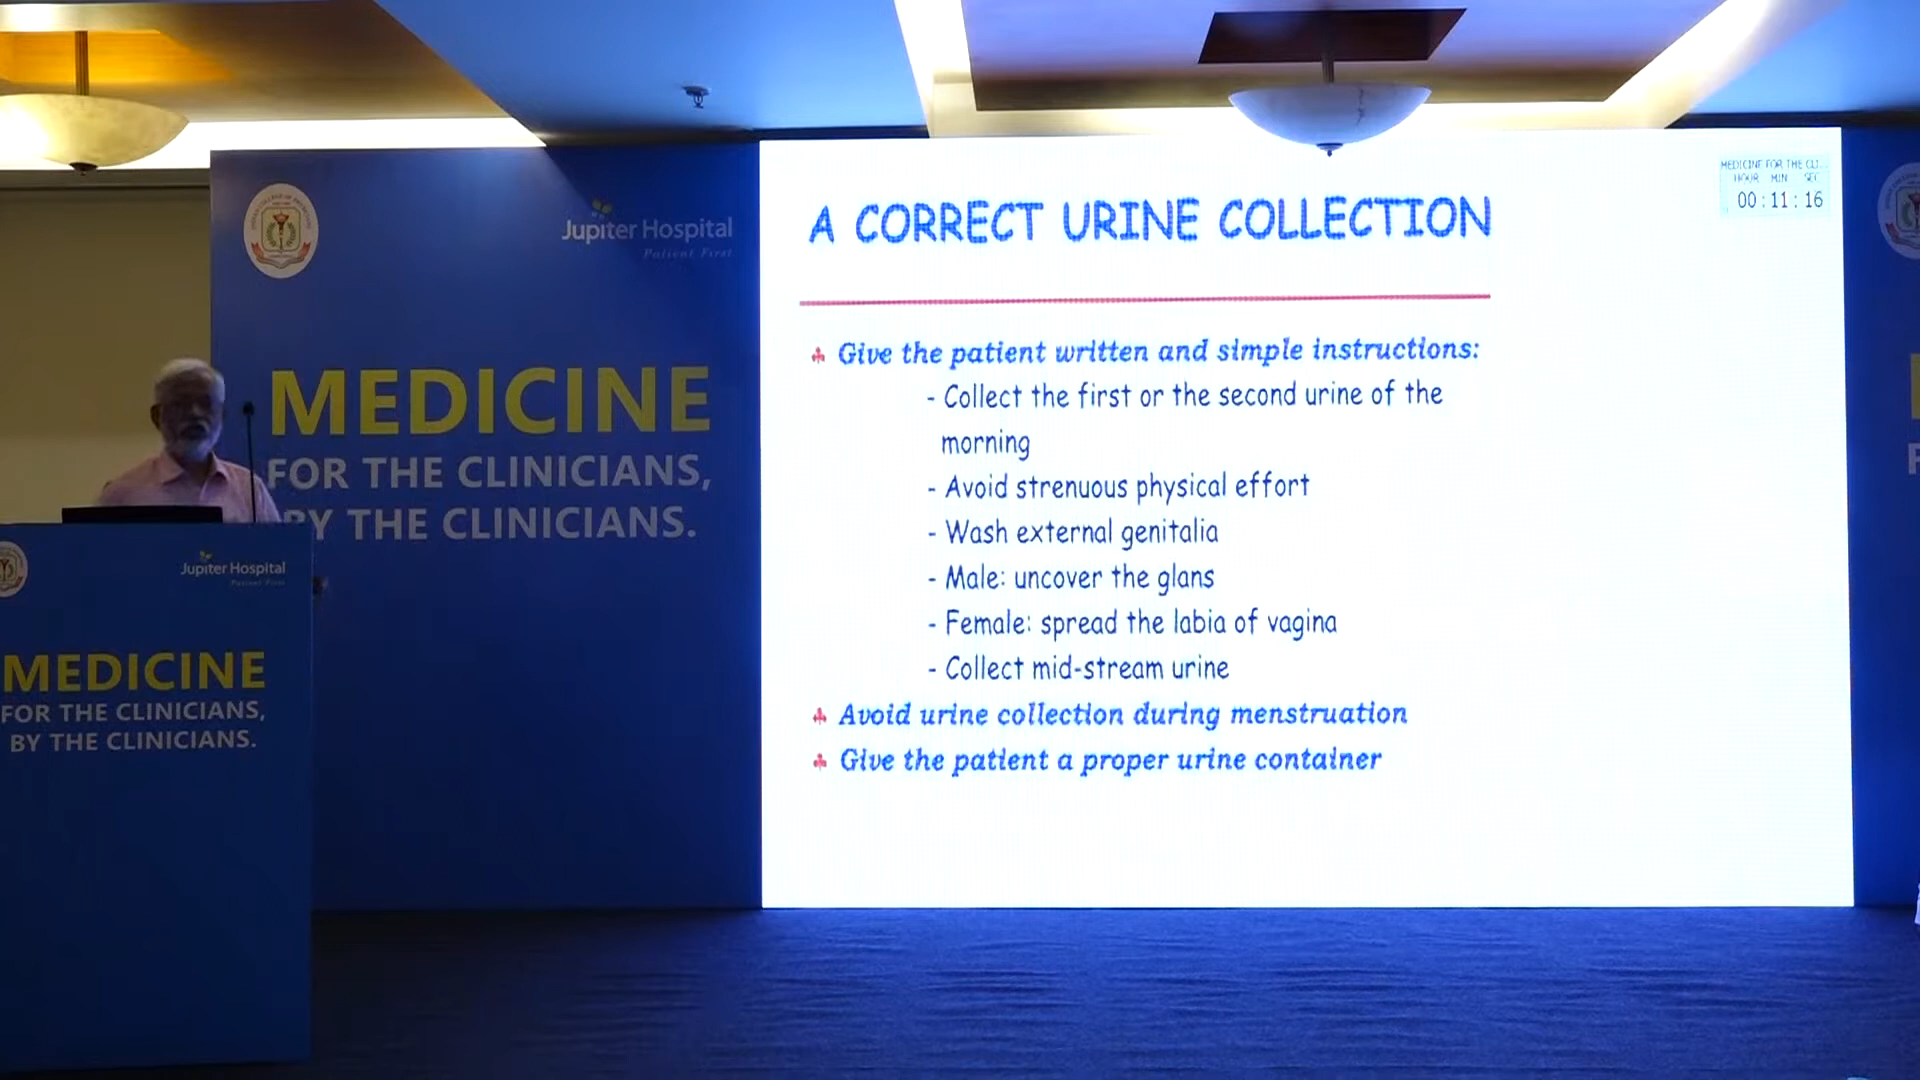 Jupiter Hospital
Patient First
MEDICINE
FOR THE CLINICIANS,
BY THE CLINICIANS.
Jupiter Hospital
Patient First
MEDICINE
FOR THE CLINICIANS,
BY THE CLINICIANS.
MEDICINE FOR THE CLI...
HOUR MIN SEC
00:11:16
A CORRECT URINE COLLECTION
Give the patient written and simple instructions:
- Collect the first or the second urine of the
morning
- Avoid strenuous physical effort
- Wash external genitalia
- Male: uncover the glans
- Female: spread the labia of vagina
- Collect mid-stream urine
Avoid urine collection during menstruation
Give the patient a proper urine container